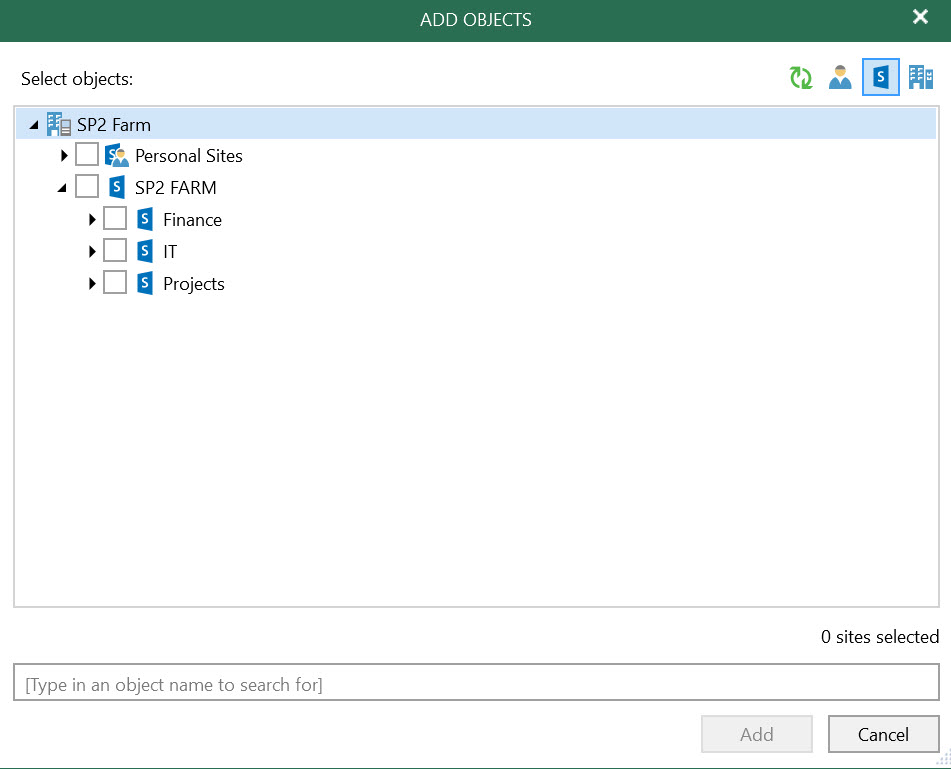 ADD OBJECTS
Select objects:
SP2 Farm
Personal Sites
SP2 FARM
Finance
IT
Projects
0 sites selected
[Type in an object name to search for]
Add
Cancel